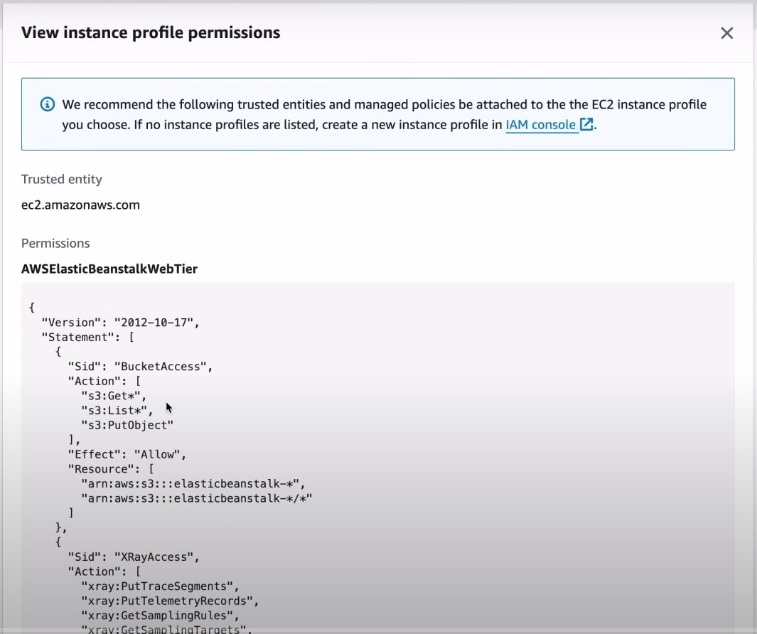 View instance profile permissions
We recommend the following trusted entities and managed policies be attached to the the EC2 instance profile
you choose. If no instance profiles are listed, create a new instance profile in IAM console.
Trusted entity
ec2.amazonaws.com
Permissions
AWSElasticBeanstalkWebTier
{
"Version": "2012-10-17",
"Statement": [
{
"Sid": "BucketAccess",
"Action": [
"s3:Get*",
"s3:List*",
"s3:PutObject"
],
"Effect": "Allow",
"Resource": [
"arn:aws:s3:::elasticbeanstalk-*",
"arn:aws:s3:::elasticbeanstalk-*/*"
]
},
{
"Sid": "XRayAccess",
"Action": [
"xray:PutTraceSegments",
"xray:PutTelemetryRecords",
"xray:GetSamplingRules",
"xray:GetSamplingTargets",